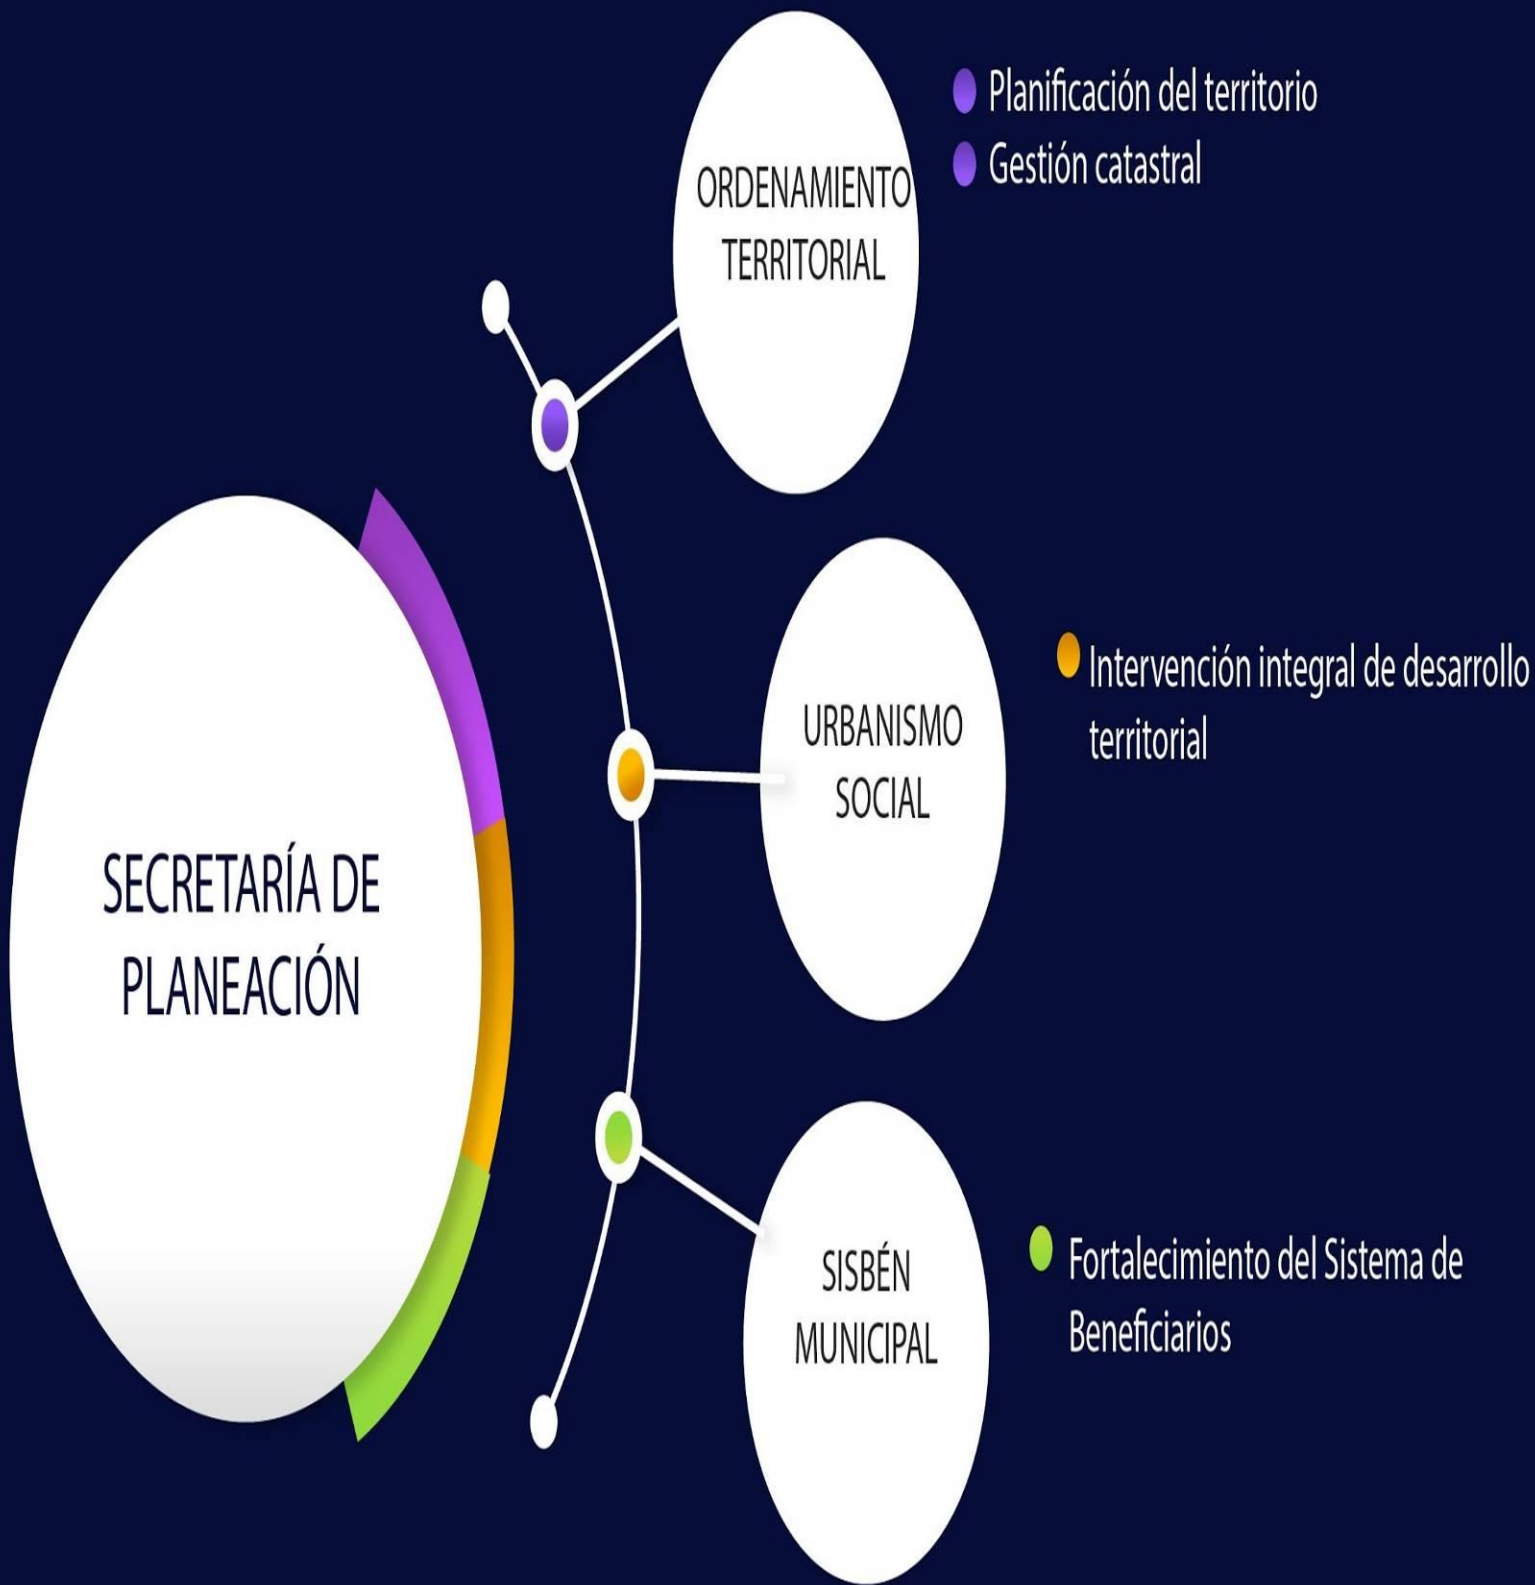 Planificación del territorio
Gestión catastral
ORDENAMIENTO
TERRITORIAL
Intervención integral de desarrollo
territorial
URBANISMO
SOCIAL
SECRETARÍA DE
PLANEACIÓN
Fortalecimiento del Sistema de
Beneficiarios
SISBÉN
MUNICIPAL